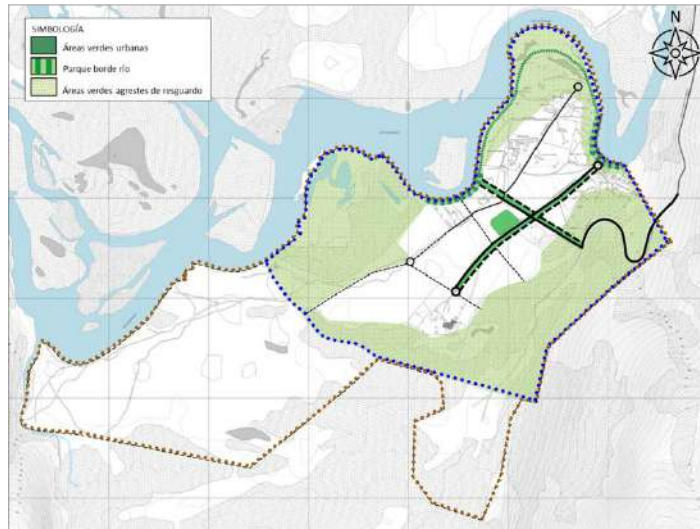 SIMBOLOGÍA
Áreas verdes urbanas
Parque borde río
Áreas verdes agrestes de resguardo
N